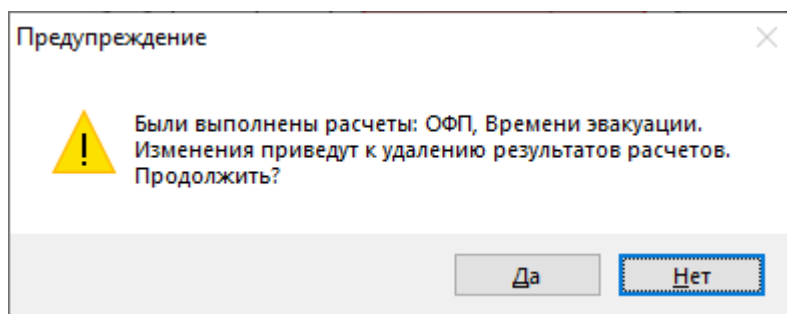 Предупреждение
Были выполнены расчеты: ОФП, Времени эвакуации.
Изменения приведут к удалению результатов расчетов.
Продолжить?
Да
Нет